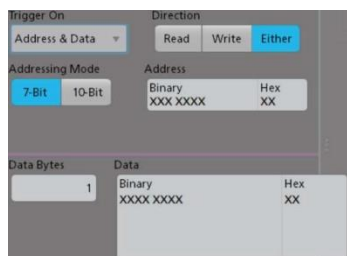 Trigger On Direction
Address & Data Read Write Either
Addressing Mode Address
7-Bit 10-Bit Binary Hex
XXX XXXX XX
Data Bytes Data
1 Binary Hex
XXXX XXXX XX